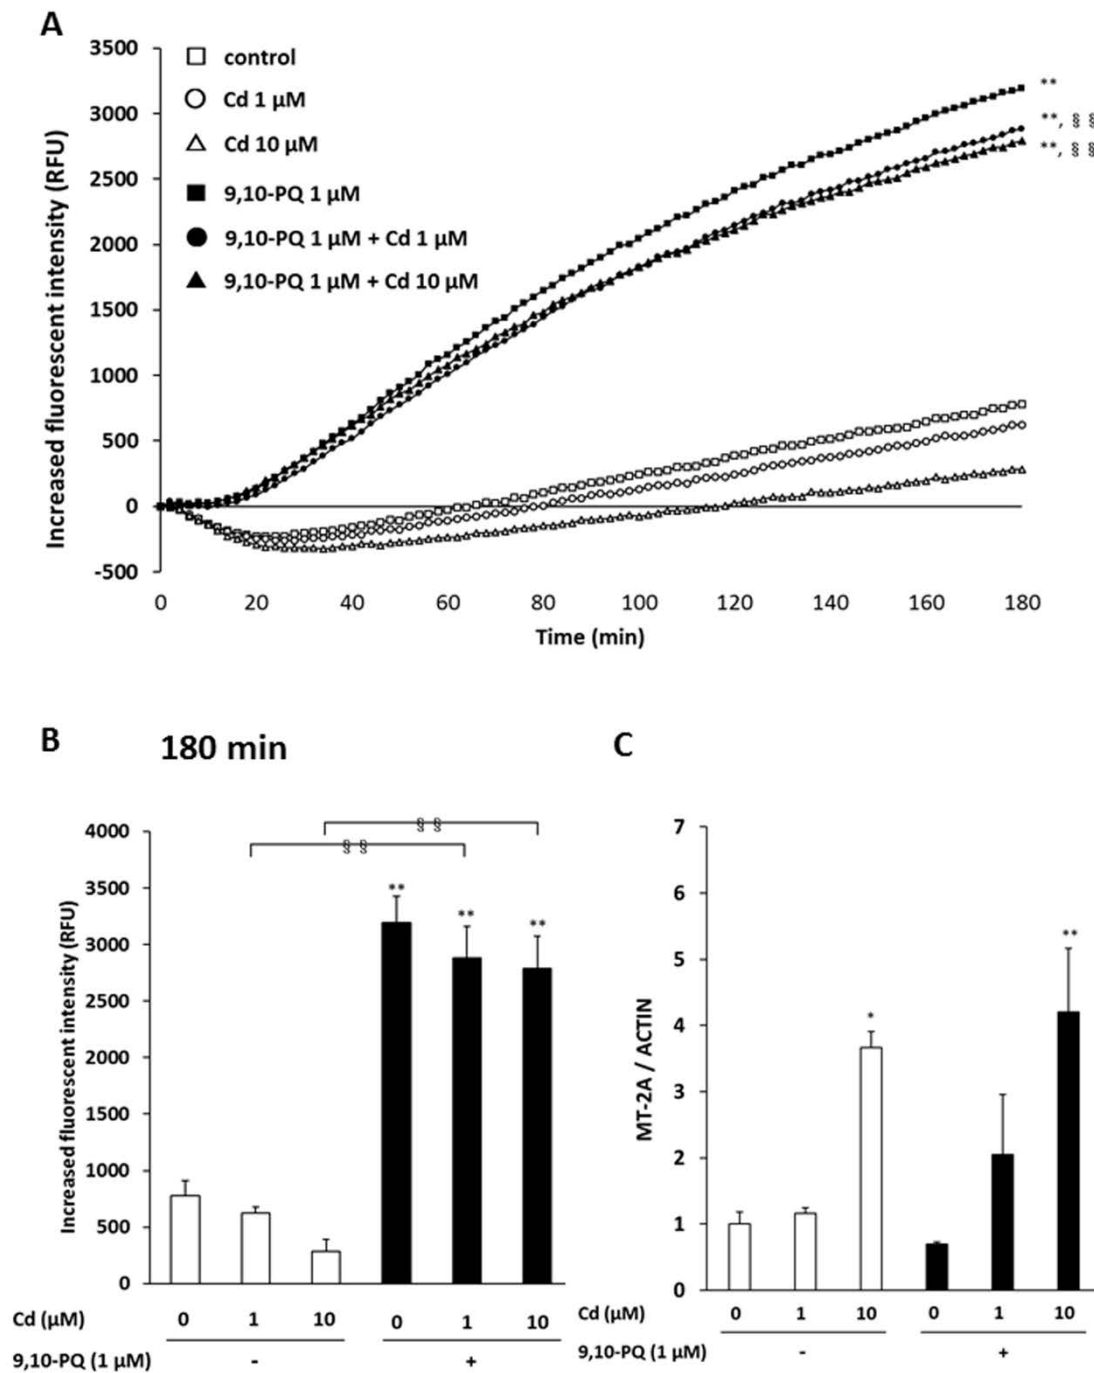 A
3500
3000
2500
2000
1500
1000
500
0
-500
Increased fluorescent intensity (RFU)
control
Cd 1 μM
Cd 10 μM
9,10-PQ 1 μM
9,10-PQ 1 μM + Cd 1 μM
9,10-PQ 1 μM + Cd 10 μM
**
**, § §
**, § §
0 20 40 60 80 100 120 140 160 180
Time (min)
B
180 min
4000
3500
3000
2500
2000
1500
1000
500
0
Increased fluorescent intensity (RFU)
§ §
§ §
**
**
**
Cd (μM) 0 1 10 0 1 10
9,10-PQ (1 μM) - +
C
7
6
5
4
3
2
1
0
MT-2A / ACTIN
*
**
Cd (μM) 0 1 10 0 1 10
9,10-PQ (1 μM) - +